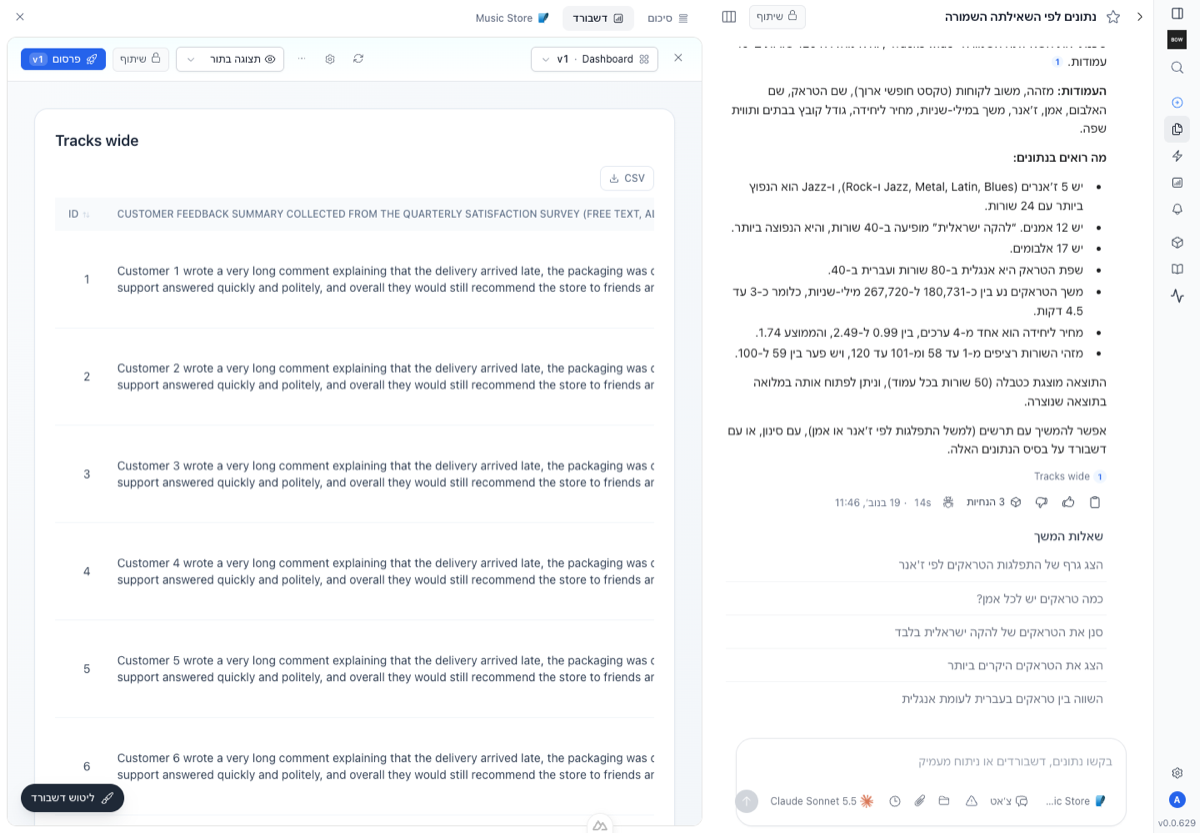 Music Store
דשבורד
סיכום
שיתוף
נתונים לפי השאילתה השמורה
פרסום v1
שיתוף
תצוגה בתור
Dashboard · v1
Tracks wide
CSV
ID
CUSTOMER FEEDBACK SUMMARY COLLECTED FROM THE QUARTERLY SATISFACTION SURVEY (FREE TEXT,
1
Customer 1 wrote a very long comment explaining that the delivery arrived late, the packaging was
support answered quickly and politely, and overall they would still recommend the store to friends
2
Customer 2 wrote a very long comment explaining that the delivery arrived late, the packaging was
support answered quickly and politely, and overall they would still recommend the store to friends
3
Customer 3 wrote a very long comment explaining that the delivery arrived late, the packaging was
support answered quickly and politely, and overall they would still recommend the store to friends
4
Customer 4 wrote a very long comment explaining that the delivery arrived late, the packaging was
support answered quickly and politely, and overall they would still recommend the store to friends
5
Customer 5 wrote a very long comment explaining that the delivery arrived late, the packaging was
support answered quickly and politely, and overall they would still recommend the store to friends
6
Customer 6 wrote a very long comment explaining that the delivery arrived late, the packaging was
support answered quickly and politely, and overall they would still recommend the store to friends
ליטוש דשבורד
עמודות. 1
העמודות: מזהה, משוב לקוחות (טקסט חופשי ארוך), שם הטראק, שם
האלבום, אמן, ז'אנר, משך במילי-שניות, מחיר ליחידה, גודל קובץ בבתים ותווית
שפה.
מה רואים בנתונים:
• יש 5 ז'אנרים (Jazz, Metal, Latin, Blues ו-Rock), ו-Jazz הוא הנפוץ
ביותר עם 24 שורות.
• יש 12 אמנים. "להקה ישראלית" מופיעה ב-40 שורות, והיא הנפוצה ביותר.
• יש 17 אלבומים.
• שפת הטראק היא אנגלית ב-80 שורות ועברית ב-40.
• משך הטראקים נע בין כ-180,731 ל-267,720 מילי-שניות, כלומר כ-3 עד
4.5 דקות.
• מחיר ליחידה הוא אחד מ-4 ערכים, בין 0.99 ל-2.49, והממוצע 1.74.
• מזהי השורות רציפים מ-1 עד 58 ומ-101 עד 120, ויש פער בין 59 ל-100.
התוצאה מוצגת כטבלה (50 שורות בכל עמוד), וניתן לפתוח אותה במלואה
בתוצאה שנוצרה.
אפשר להמשיך עם תרשים (למשל התפלגות לפי ז'אנר או אמן), עם סינון, או עם
דשבורד על בסיס הנתונים האלה.
1 Tracks wide
3 הנחיות 14s · 19 בנוב', 11:46
שאלות המשך
הצג גרף של התפלגות הטראקים לפי ז'אנר
כמה טראקים יש לכל אמן?
סנן את הטראקים של להקה ישראלית בלבד
הצג את הטראקים היקרים ביותר
השווה בין טראקים בעברית לעומת אנגלית
בקשו נתונים, דשבורדים או ניתוח מעמיק
...ic Store
צ'אט
Claude Sonnet 5.5
BOW
A
v0.0.629